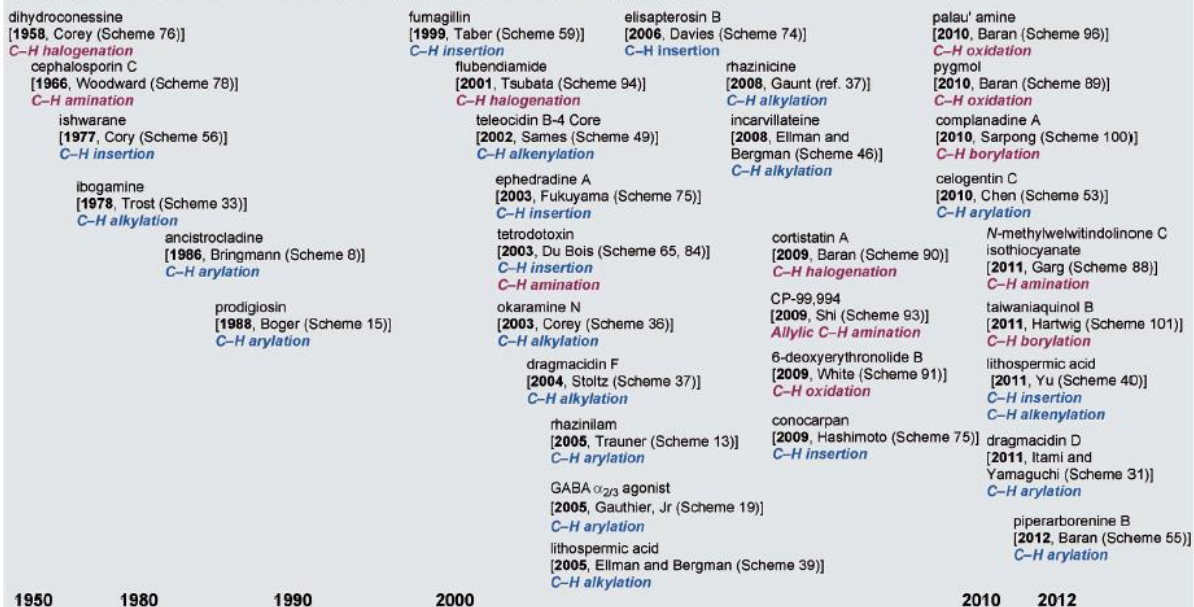 dihydroconessine
[1958, Corey (Scheme 76)]
C–H halogenation
cephalosporin C
[1966, Woodward (Scheme 78)]
C–H amination
ishwarane
[1977, Cory (Scheme 56)]
C–H insertion
ibogamine
[1978, Trost (Scheme 33)]
C–H alkylation
ancistrocladine
[1986, Bringmann (Scheme 8)]
C–H arylation
prodigiosin
[1988, Boger (Scheme 15)]
C–H arylation
fumagillin
[1999, Taber (Scheme 59)]
C–H insertion
flubendiamide
[2001, Tsubata (Scheme 94)]
C–H halogenation
teleocidin B-4 Core
[2002, Sames (Scheme 49)]
C–H alkenylation
ephedradine A
[2003, Fukuyama (Scheme 75)]
C–H insertion
tetrodotoxin
[2003, Du Bois (Scheme 65, 84)]
C–H insertion
C–H amination
okaramine N
[2003, Corey (Scheme 36)]
C–H alkylation
dragmacidin F
[2004, Stoltz (Scheme 37)]
C–H alkylation
rhazinilam
[2005, Trauner (Scheme 13)]
C–H arylation
GABA α2/3 agonist
[2005, Gauthier, Jr (Scheme 19)]
C–H arylation
lithospermic acid
[2005, Ellman and Bergman (Scheme 39)]
C–H alkylation
elisapterosin B
[2006, Davies (Scheme 74)]
C–H insertion
rhazinicine
[2008, Gaunt (ref. 37)]
C–H alkylation
incarvillateine
[2008, Ellman and
Bergman (Scheme 46)]
C–H alkylation
cortistatin A
[2009, Baran (Scheme 90)]
C–H halogenation
CP-99,994
[2009, Shi (Scheme 93)]
Allylic C–H amination
6-deoxyerythronolide B
[2009, White (Scheme 91)]
C–H oxidation
conocarpan
[2009, Hashimoto (Scheme 75)]
C–H insertion
palau' amine
[2010, Baran (Scheme 96)]
C–H oxidation
pygmol
[2010, Baran (Scheme 89)]
C–H oxidation
complanadine A
[2010, Sarpong (Scheme 100)]
C–H borylation
celogentin C
[2010, Chen (Scheme 53)]
C–H arylation
N-methylwelwitindolinone C
isothiocyanate
[2011, Garg (Scheme 88)]
C–H amination
taiwaniaquinol B
[2011, Hartwig (Scheme 101)]
C–H borylation
lithospermic acid
[2011, Yu (Scheme 40)]
C–H insertion
C–H alkenylation
dragmacidin D
[2011, Itami and
Yamaguchi (Scheme 31)]
C–H arylation
piperarborenine B
[2012, Baran (Scheme 55)]
C–H arylation
1950 1980 1990 2000 2010 2012